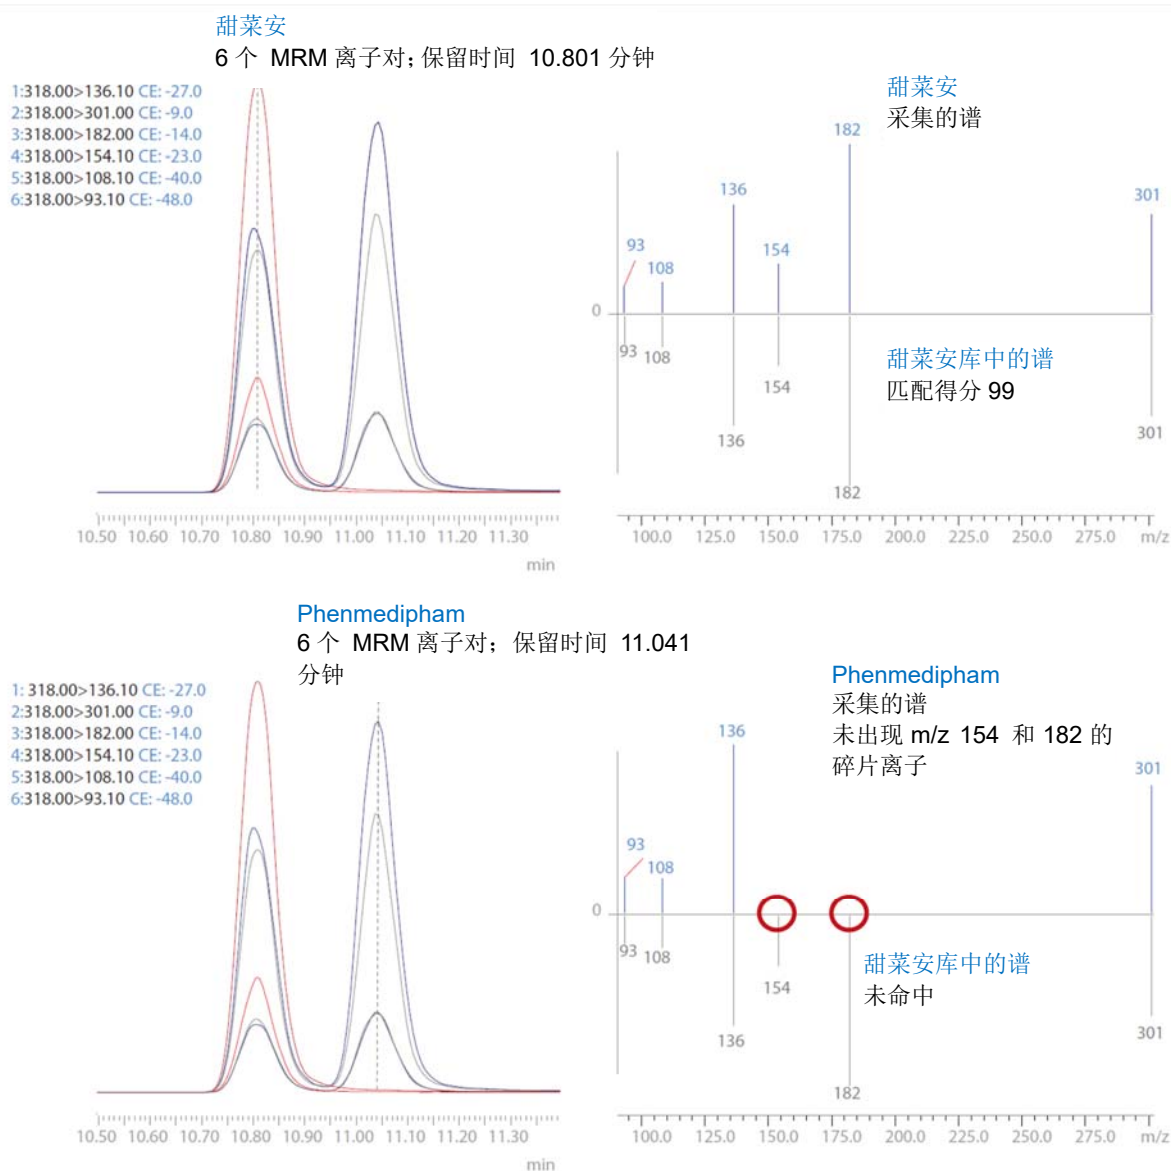 甜菜安
6 个 MRM 离子对；保留时间 10.801 分钟
1:318.00>136.10 CE: -27.0
2:318.00>301.00 CE: -9.0
3:318.00>182.00 CE: -14.0
4:318.00>154.10 CE: -23.0
5:318.00>108.10 CE: -40.0
6:318.00>93.10 CE: -48.0
10.50 10.60 10.70 10.80 10.90 11.00 11.10 11.20 11.30
min
甜菜安
采集的谱
182
136
301
154
93
108
0
93
108
154
136
182
301
甜菜安库中的谱
匹配得分 99
100.0 125.0 150.0 175.0 200.0 225.0 250.0 275.0 m/z
Phenmedipham
6 个 MRM 离子对；保留时间 11.041
分钟
1: 318.00>136.10 CE: -27.0
2:318.00>301.00 CE: -9.0
3:318.00>182.00 CE: -14.0
4:318.00>154.10 CE: -23.0
5:318.00>108.10 CE: -40.0
6:318.00>93.10 CE: -48.0
10.50 10.60 10.70 10.80 10.90 11.00 11.10 11.20 11.30
min
Phenmedipham
采集的谱
未出现 m/z 154 和 182 的
碎片离子
136
301
93
108
0
93
108
154
136
182
301
甜菜安库中的谱
未命中
100.0 125.0 150.0 175.0 200.0 225.0 250.0 275.0 m/z